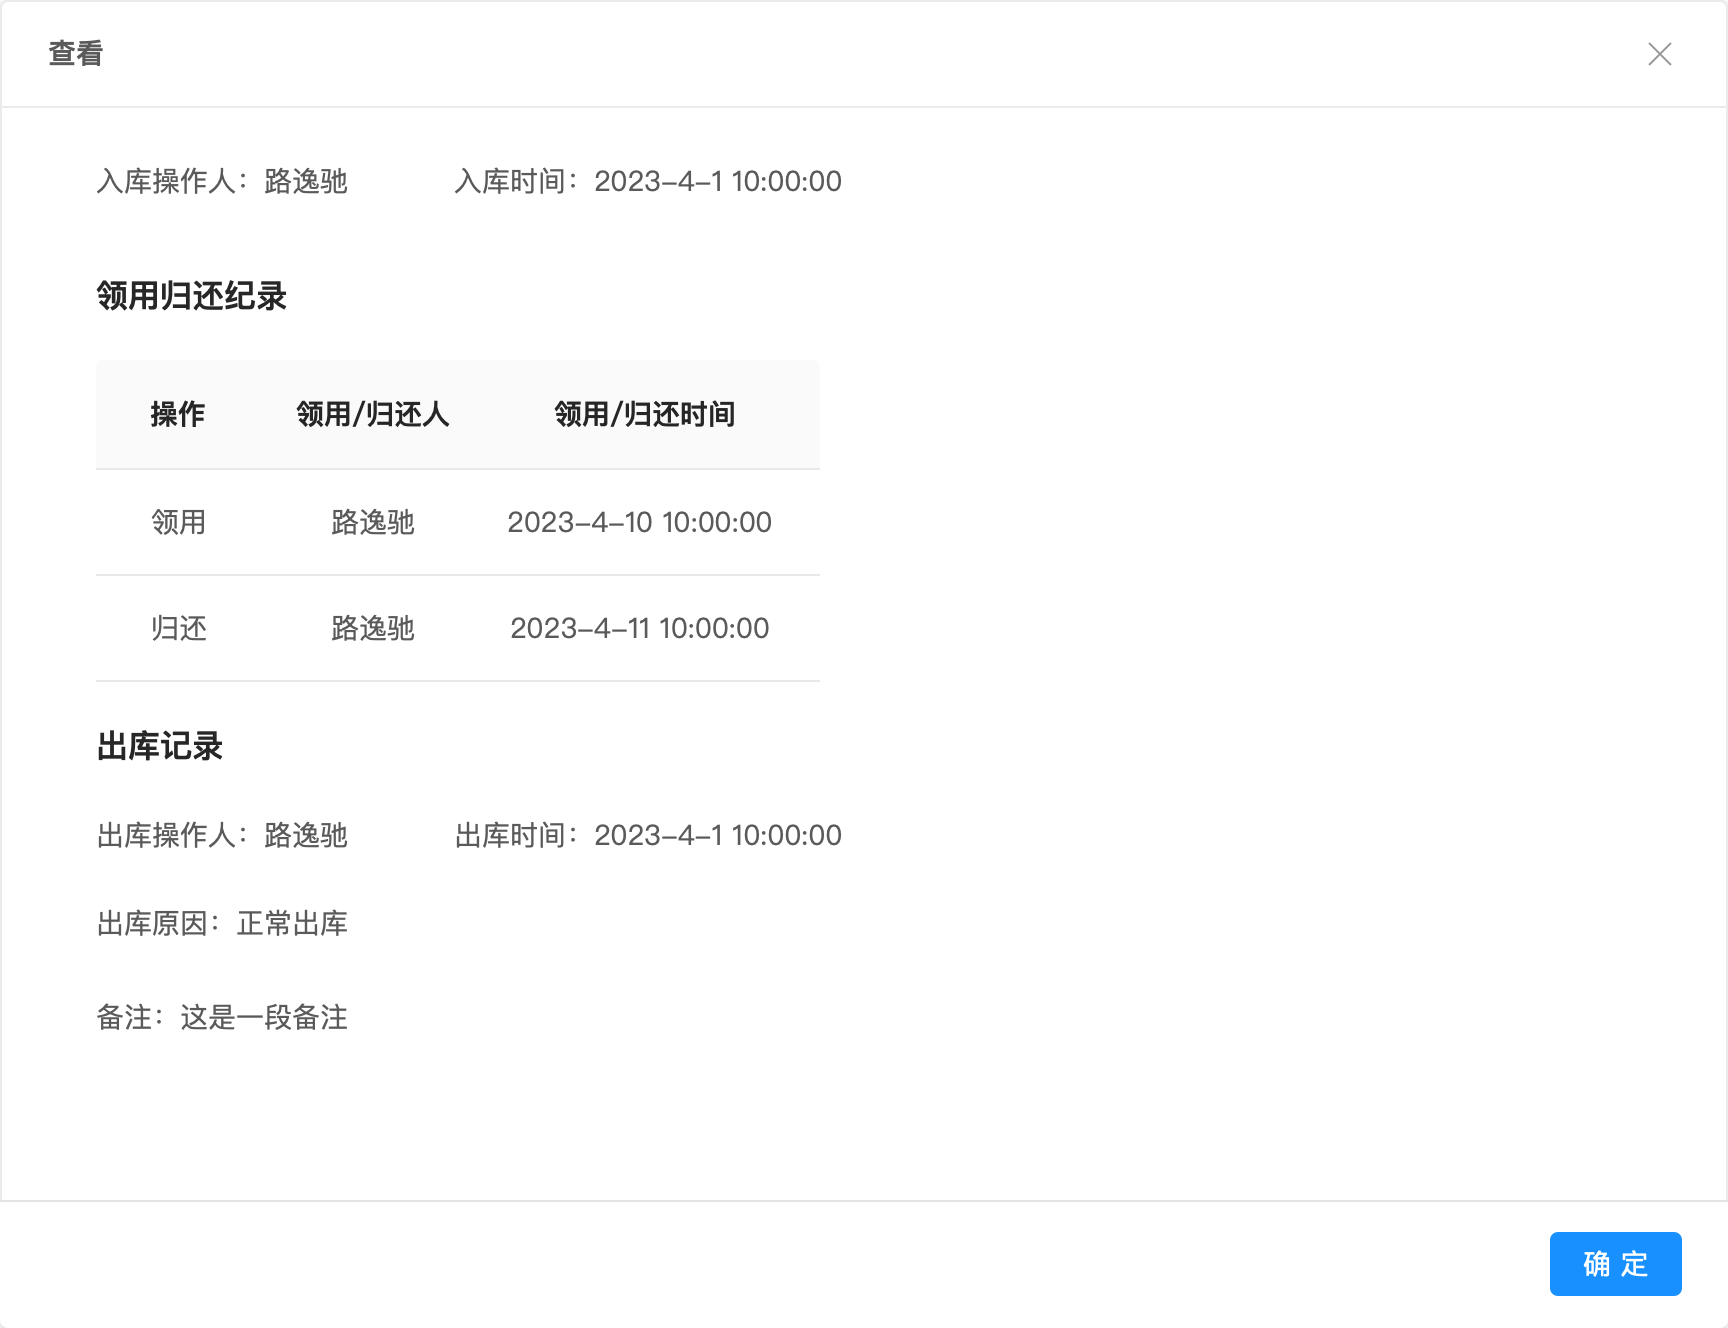 查看
入库操作人：路逸驰 入库时间：2023-4-1 10:00:00
领用归还纪录
操作 领用/归还人 领用/归还时间
领用 路逸驰 2023-4-10 10:00:00
归还 路逸驰 2023-4-11 10:00:00
出库记录
出库操作人：路逸驰 出库时间：2023-4-1 10:00:00
出库原因：正常出库
备注：这是一段备注
确 定